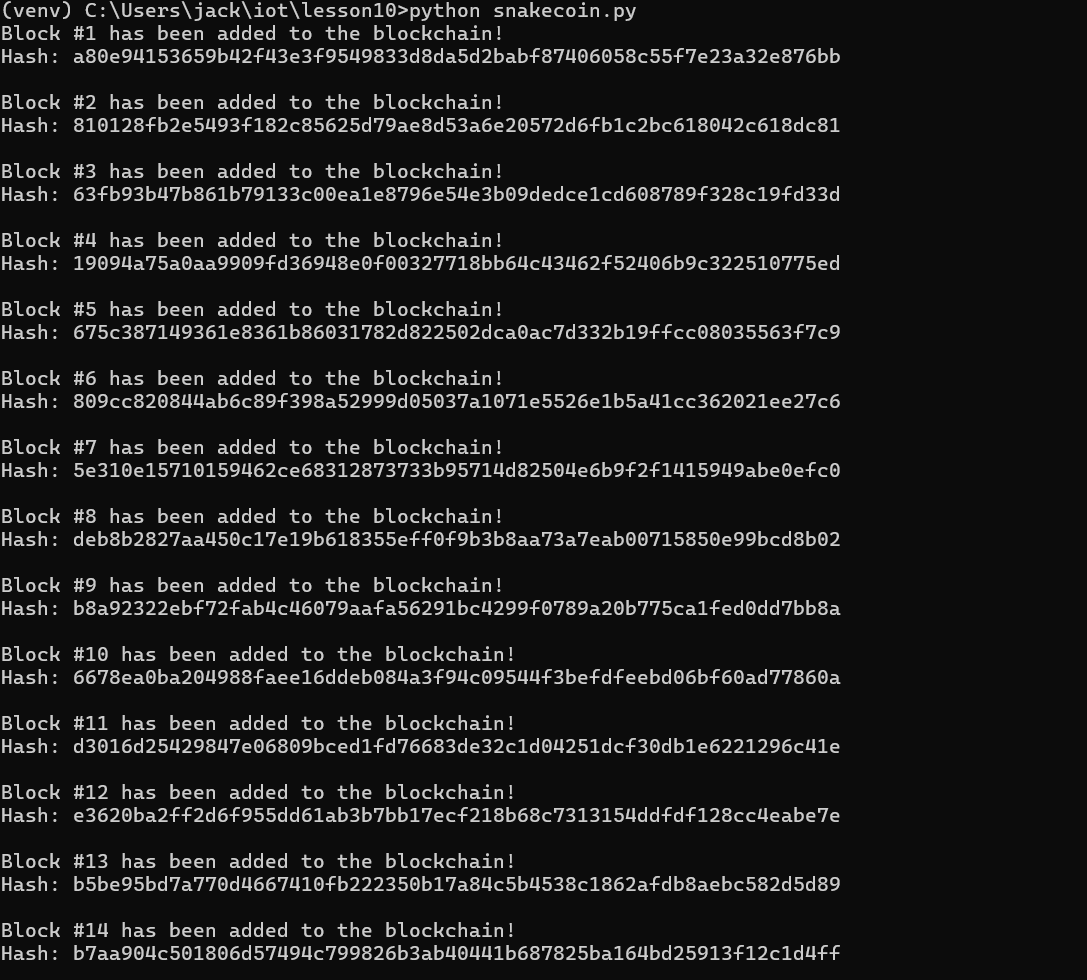 (venv) C:\Users\jack\iot\lesson10>python snakecoin.py
Block #1 has been added to the blockchain!
Hash: a80e94153659b42f43e3f9549833d8da5d2babf87406058c55f7e23a32e876bb
Block #2 has been added to the blockchain!
Hash: 810128fb2e5493f182c85625d79ae8d53a6e20572d6fb1c2bc618042c618dc81
Block #3 has been added to the blockchain!
Hash: 63fb93b47b861b79133c00ea1e8796e54e3b09dedce1cd608789f328c19fd33d
Block #4 has been added to the blockchain!
Hash: 19094a75a0aa9909fd36948e0f00327718bb64c43462f52406b9c322510775ed
Block #5 has been added to the blockchain!
Hash: 675c387149361e8361b86031782d822502dca0ac7d332b19ffcc08035563f7c9
Block #6 has been added to the blockchain!
Hash: 809cc820844ab6c89f398a52999d05037a1071e5526e1b5a41cc362021ee27c6
Block #7 has been added to the blockchain!
Hash: 5e310e15710159462ce68312873733b95714d82504e6b9f2f1415949abe0efc0
Block #8 has been added to the blockchain!
Hash: deb8b2827aa450c17e19b618355eff0f9b3b8aa73a7eab00715850e99bcd8b02
Block #9 has been added to the blockchain!
Hash: b8a92322ebf72fab4c46079aafa56291bc4299f0789a20b775ca1fed0dd7bb8a
Block #10 has been added to the blockchain!
Hash: 6678ea0ba204988faee16ddeb084a3f94c09544f3befdfeebd06bf60ad77860a
Block #11 has been added to the blockchain!
Hash: d3016d25429847e06809bced1fd76683de32c1d04251dcf30db1e6221296c41e
Block #12 has been added to the blockchain!
Hash: e3620ba2ff2d6f955dd61ab3b7bb17ecf218b68c7313154ddfdf128cc4eabe7e
Block #13 has been added to the blockchain!
Hash: b5be95bd7a770d4667410fb222350b17a84c5b4538c1862afdb8aebc582d5d89
Block #14 has been added to the blockchain!
Hash: b7aa904c501806d57494c799826b3ab40441b687825ba164bd25913f12c1d4ff